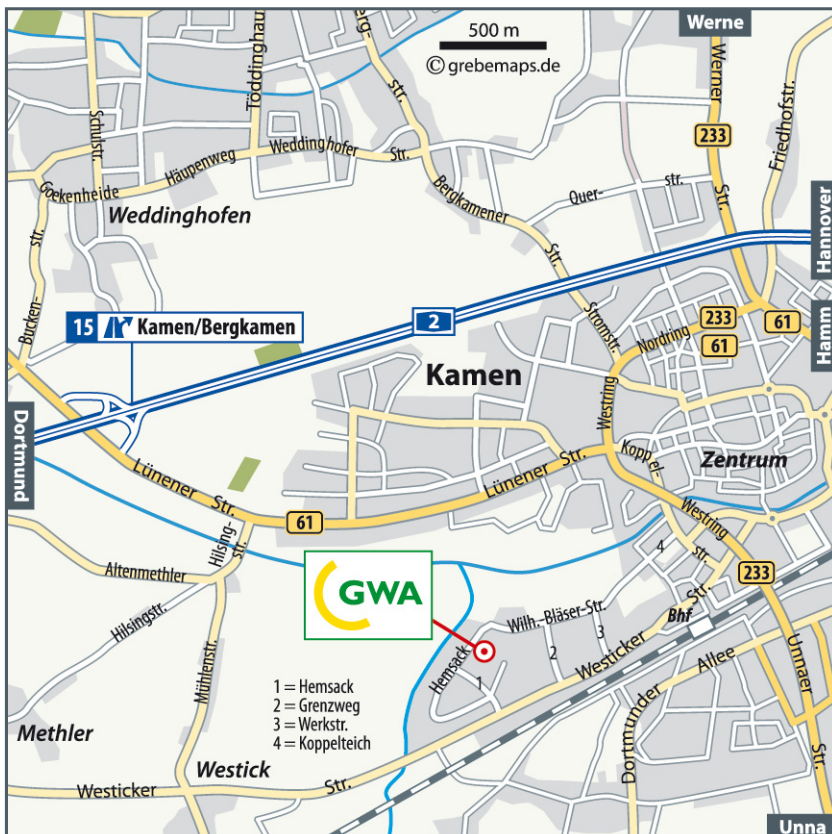 Werne
500 m
© grebemaps.de
Töddinghau
berg-
str.
Werner
Str.
233
Friedhofstr.
Schulstr.
Weddinghofer
Str.
Häupenweg
Goekenheide
Weddinghofen
Bergkamener
Str.
Quer-
str.
Hannover
Bucken-
str.
15 Kamen/Bergkamen
2
Stromstr.
Nordring
233
61
61
Hamm
Kamen
Westring
Dortmund
Lünener Str.
61
Lünener Str.
Koppel-
str.
Zentrum
Westring
Hilsing-
str.
Altenmethler
Hilsingstr.
Mühlenstr.
GWA
4
233
Wilh.-Bläser-Str.
Bhf
Hemsack
1
2
3
Westicker Str.
Unnaer
Str.
Dortmunder
Allee
1 = Hemsack
2 = Grenzweg
3 = Werkstr.
4 = Koppelteich
Methler
Westick
Westicker Str.
Unna